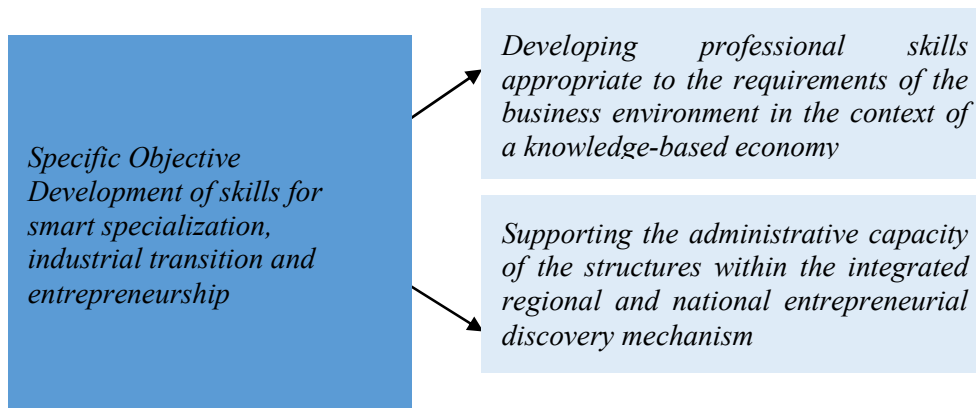 Specific Objective
Development of skills for
smart specialization,
industrial transition and
entrepreneurship
Developing professional skills
appropriate to the requirements of the
business environment in the context of
a knowledge-based economy
Supporting the administrative capacity
of the structures within the integrated
regional and national entrepreneurial
discovery mechanism